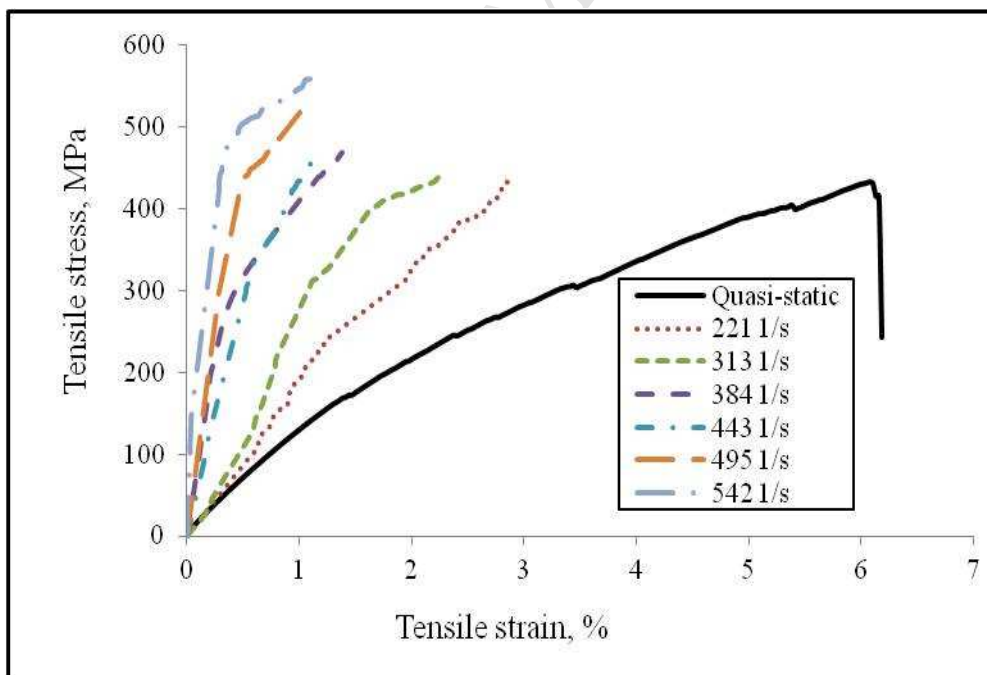 600
500
400
300
200
100
0
Tensile stress, MPa
Quasi-static
221 1/s
313 1/s
384 1/s
443 1/s
495 1/s
542 1/s
0 1 2 3 4 5 6 7
Tensile strain, %